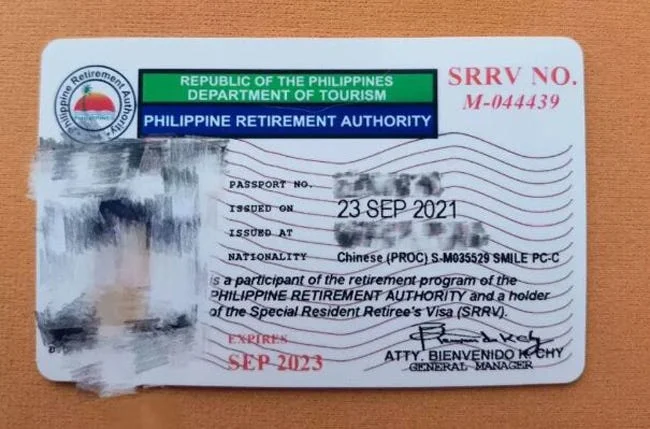 REPUBLIC OF THE PHILIPPINES
DEPARTMENT OF TOURISM
PHILIPPINE RETIREMENT AUTHORITY
Philippine Retirement Authority
PHILIPPINES
SRRV NO.
M-044439
PASSPORT NO.
ISSUED ON 23 SEP 2021
ISSUED AT
NATIONALITY Chinese (PROC) S-M035529 SMILE PC-C
is a participant of the retirement program of the
PHILIPPINE RETIREMENT AUTHORITY and a holder
of the Special Resident Retiree's Visa (SRRV).
EXPIRES
SEP 2023
ATTY. BIENVENIDO K CHY
GENERAL MANAGER